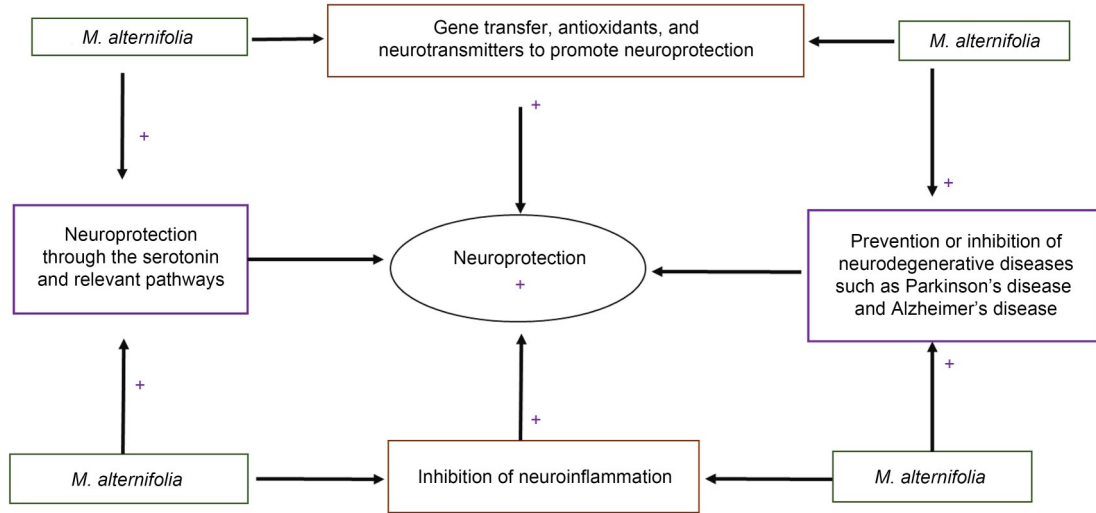 M. alternifolia
Gene transfer, antioxidants, and
neurotransmitters to promote neuroprotection
M. alternifolia
+
+
+
Neuroprotection
through the serotonin
and relevant pathways
Neuroprotection
+
Prevention or inhibition of
neurodegenerative diseases
such as Parkinson’s disease
and Alzheimer’s disease
+
+
+
M. alternifolia
Inhibition of neuroinflammation
M. alternifolia